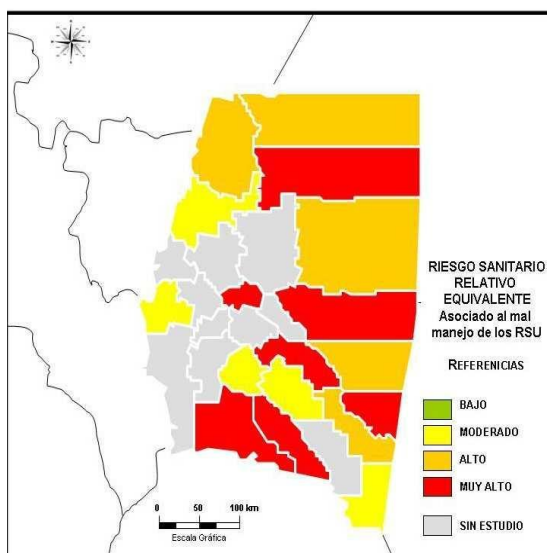 RIESGO SANITARIO
RELATIVO
EQUIVALENTE
Asociado al mal
manejo de los RSU
REFERENCIAS
BAJO
MODERADO
ALTO
MUY ALTO
SIN ESTUDIO
0 50 100 km
Escala Gráfica